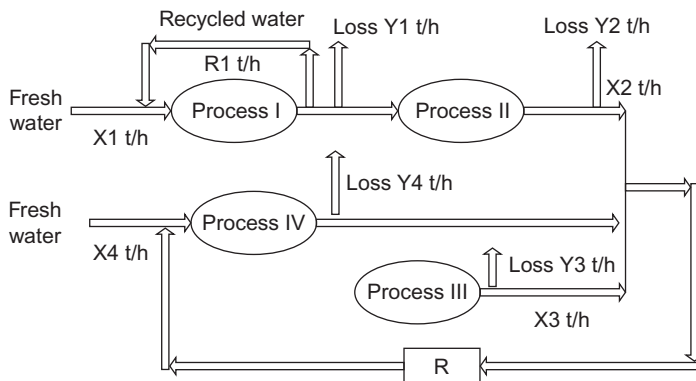 Recycled water
Loss Y1 t/h
Loss Y2 t/h
R1 t/h
X2 t/h
Fresh
water
Process I
Process II
X1 t/h
Loss Y4 t/h
Fresh
water
Process IV
X4 t/h
Loss Y3 t/h
Process III
X3 t/h
R